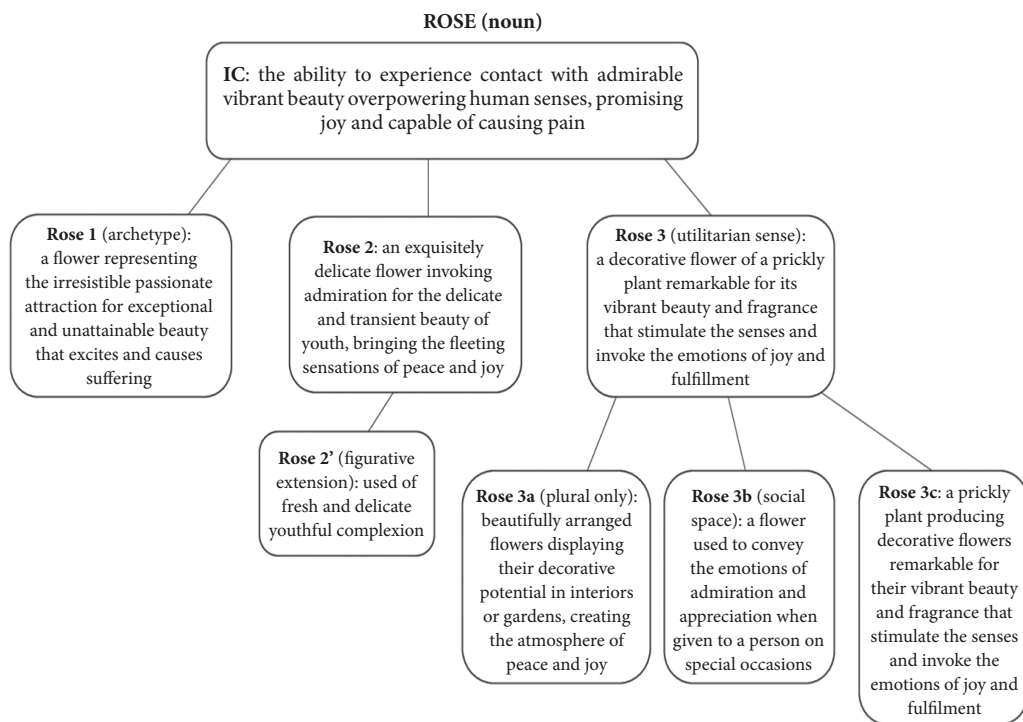 ROSE (noun)
IC: the ability to experience contact with admirable
vibrant beauty overpowering human senses, promising
joy and capable of causing pain
Rose 1 (archetype):
a flower representing
the irresistible passionate
attraction for exceptional
and unattainable beauty
that excites and causes
suffering
Rose 2: an exquisitely
delicate flower invoking
admiration for the delicate
and transient beauty of
youth, bringing the fleeting
sensations of peace and joy
Rose 3 (utilitarian sense):
a decorative flower of a prickly
plant remarkable for its
vibrant beauty and fragrance
that stimulate the senses and
invoke the emotions of joy and
fulfillment
Rose 2’ (figurative
extension): used of
fresh and delicate
youthful complexion
Rose 3a (plural only):
beautifully arranged
flowers displaying
their decorative
potential in interiors
or gardens, creating
the atmosphere of
peace and joy
Rose 3b (social
space): a flower
used to convey
the emotions of
admiration and
appreciation when
given to a person on
special occasions
Rose 3c: a prickly
plant producing
decorative flowers
remarkable for
their vibrant beauty
and fragrance that
stimulate the senses
and invoke the
emotions of joy and
fulfilment